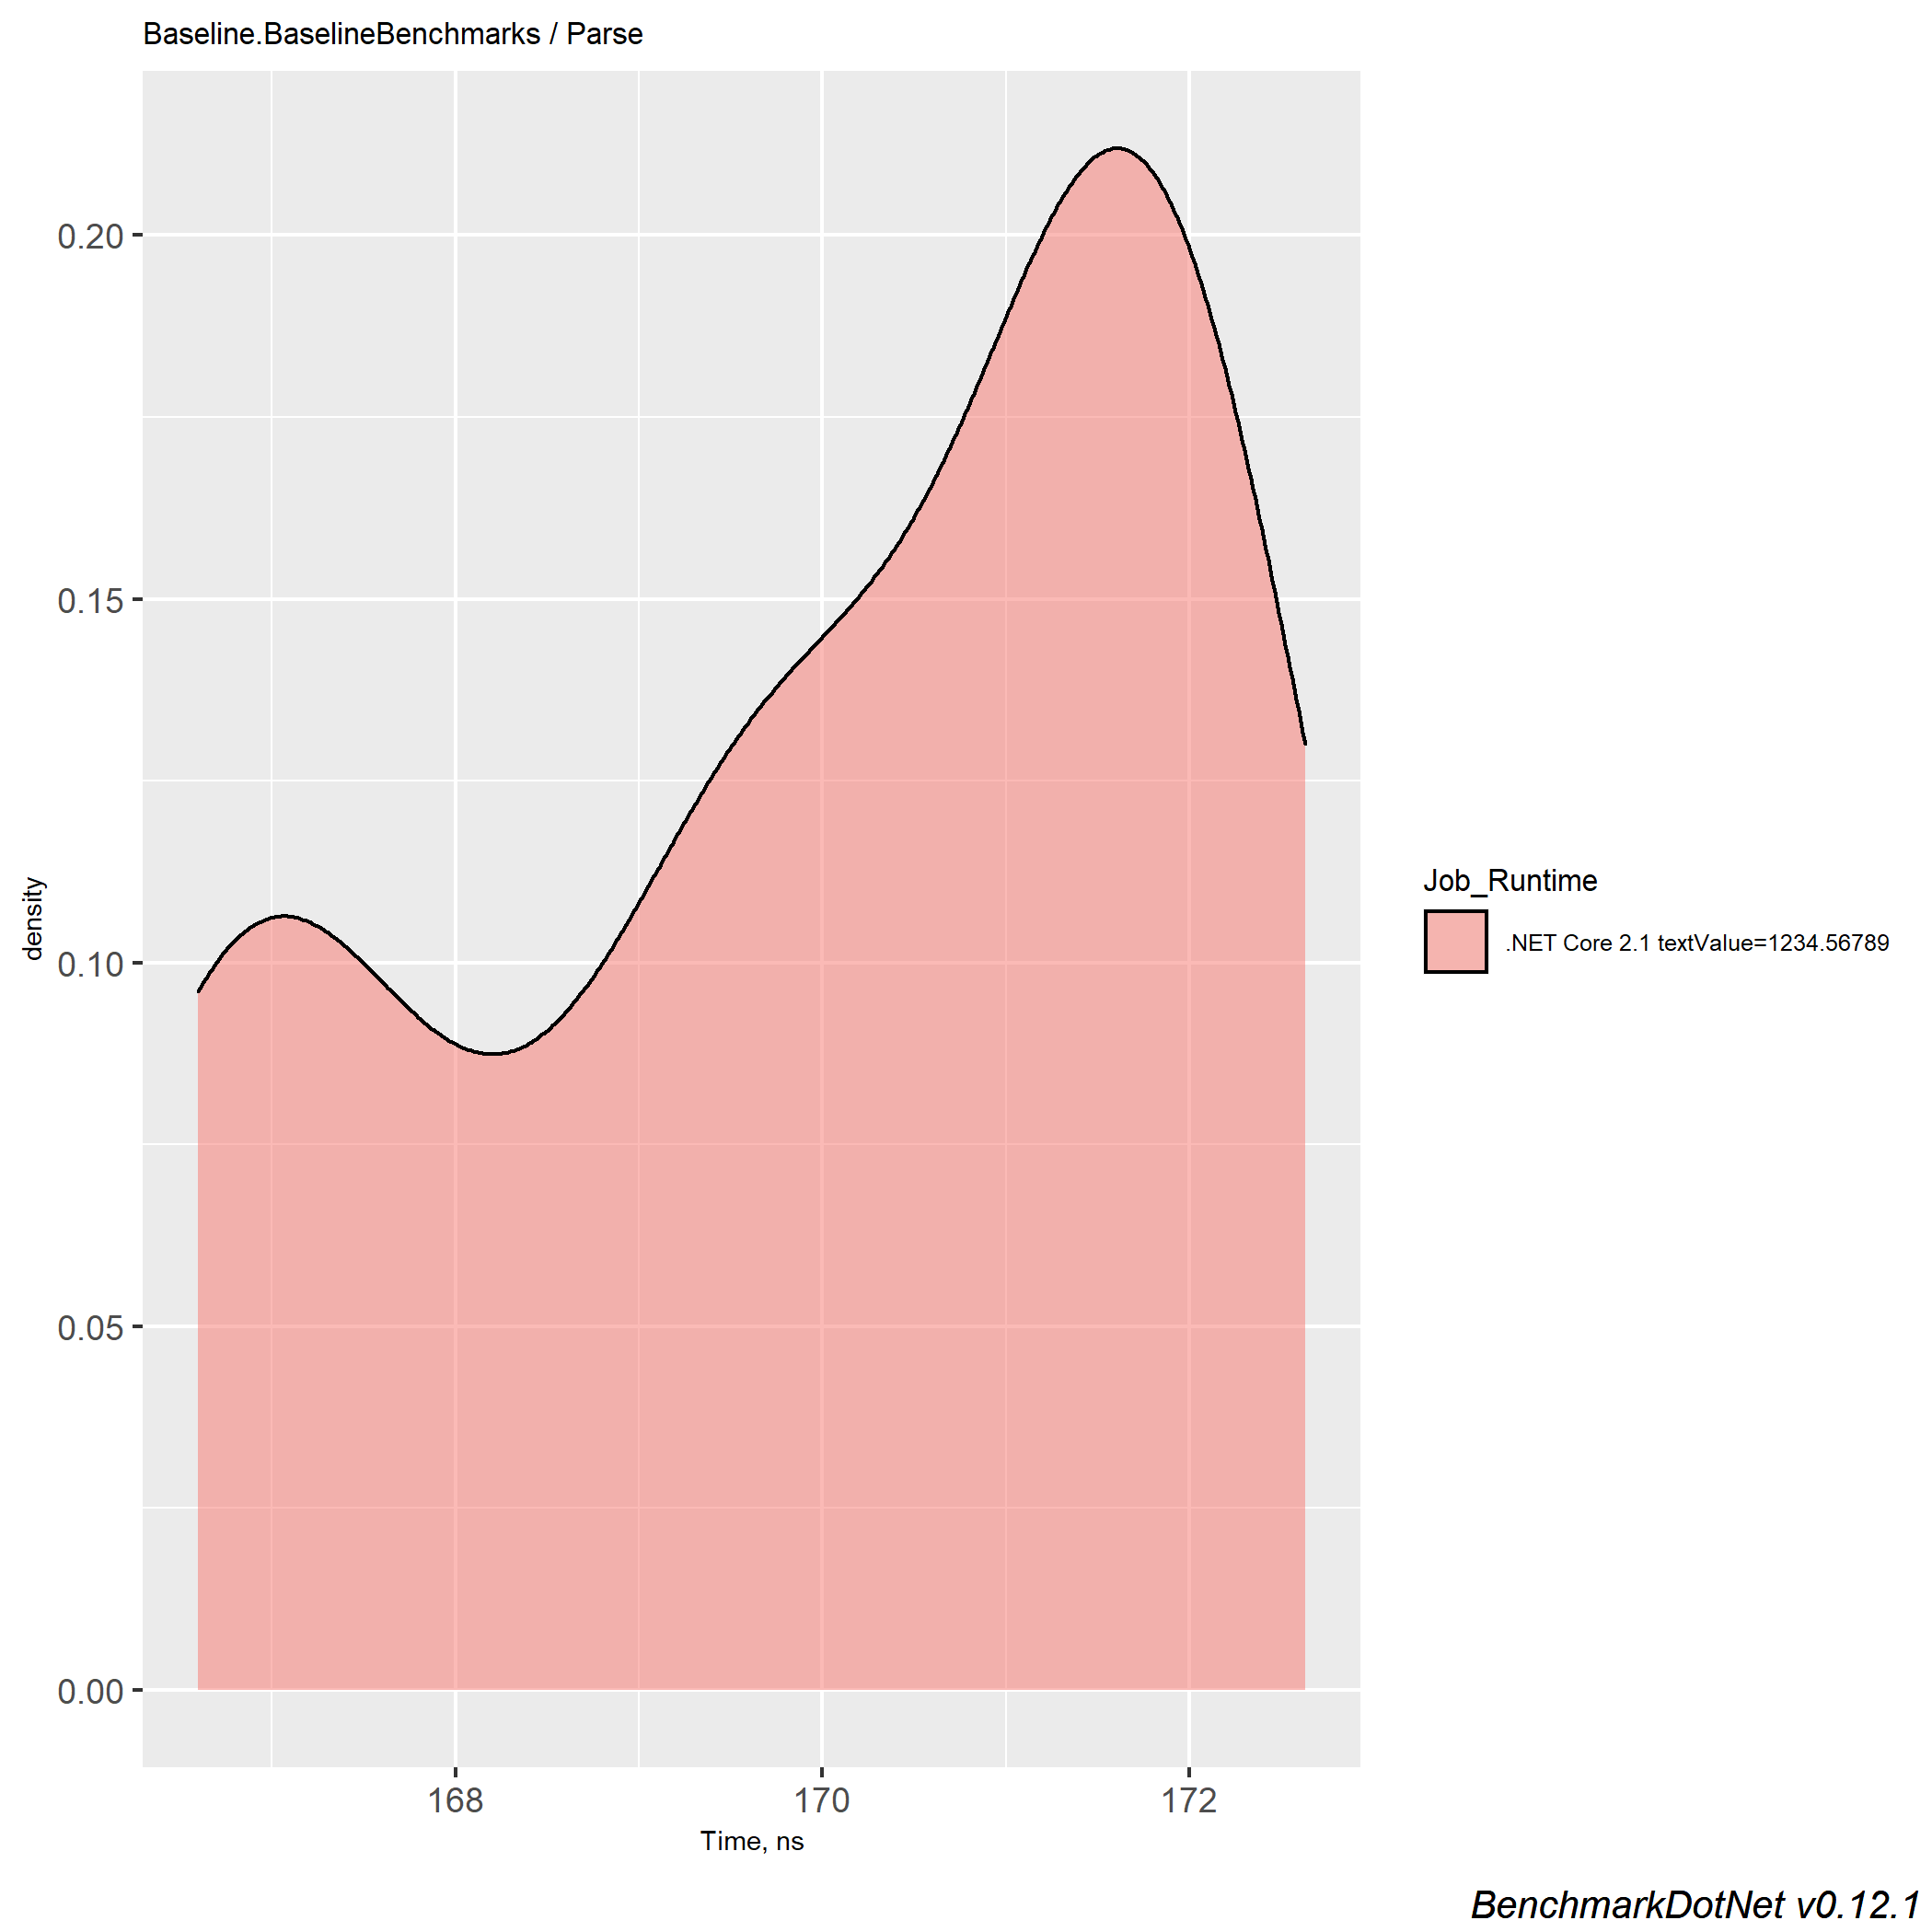 Baseline.BaselineBenchmarks / Parse
0.20
0.15
0.10
0.05
0.00
density
168 170 172
Time, ns
Job_Runtime
.NET Core 2.1 textValue=1234.56789
BenchmarkDotNet v0.12.1